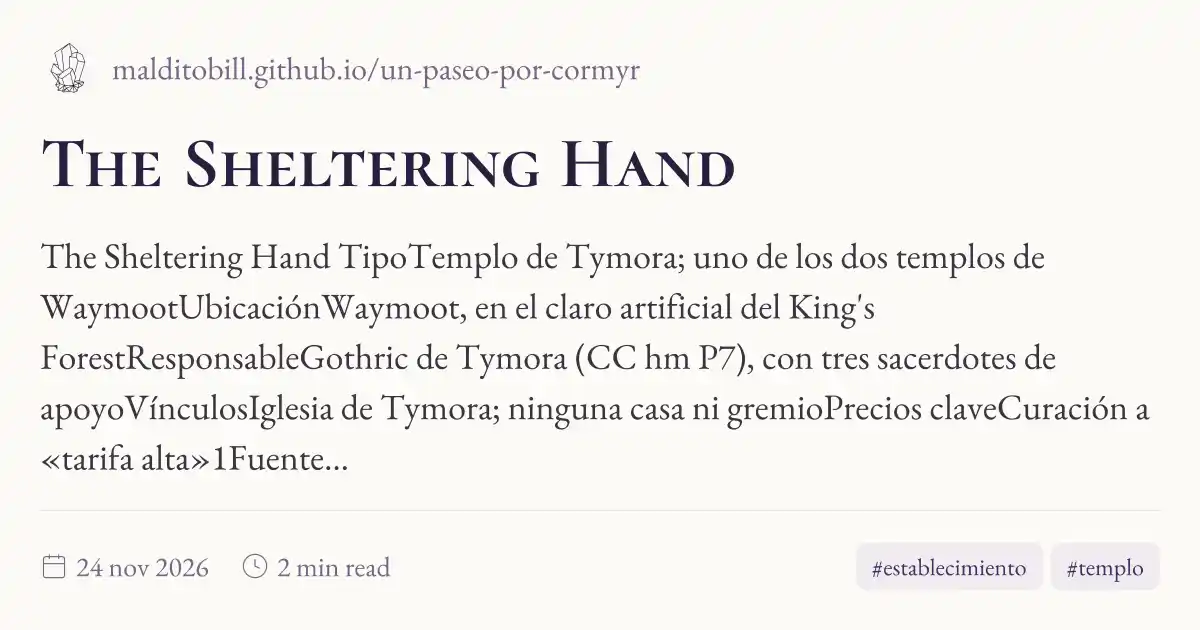 malditobill.github.io/un-paseo-por-cormyr
The Sheltering Hand
The Sheltering Hand TipoTemplo de Tymora; uno de los dos templos de
WaymootUbicaciónWaymoot, en el claro artificial del King's
ForestResponsableGothric de Tymora (CC hm P7), con tres sacerdotes de
apoyoVínculosIglesia de Tymora; ninguna casa ni gremioPrecios claveCuración a
«tarifa alta»1Fuente...
24 nov 2026
2 min read
#establecimiento
#templo